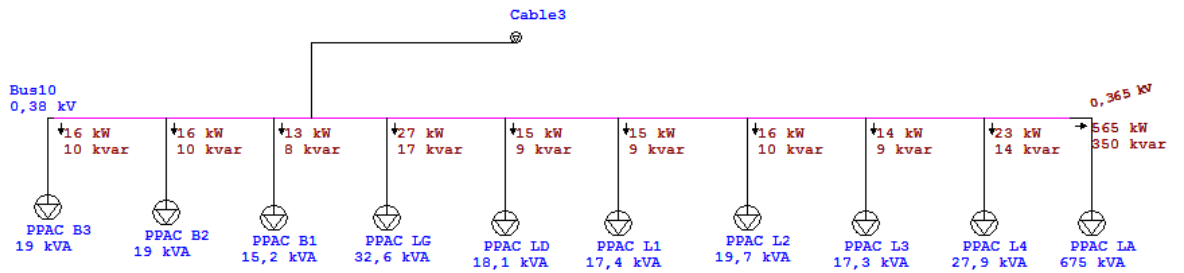 Cable3
Bus10
0,38 kV
0,365 kV
16 kW
10 kvar
16 kW
10 kvar
13 kW
8 kvar
27 kW
17 kvar
15 kW
9 kvar
15 kW
9 kvar
16 kW
10 kvar
14 kW
9 kvar
23 kW
14 kvar
565 kW
350 kvar
PPAC B3
19 kVA
PPAC B2
19 kVA
PPAC B1
15,2 kVA
PPAC LG
32,6 kVA
PPAC LD
18,1 kVA
PPAC L1
17,4 kVA
PPAC L2
19,7 kVA
PPAC L3
17,3 kVA
PPAC L4
27,9 kVA
PPAC LA
675 kVA